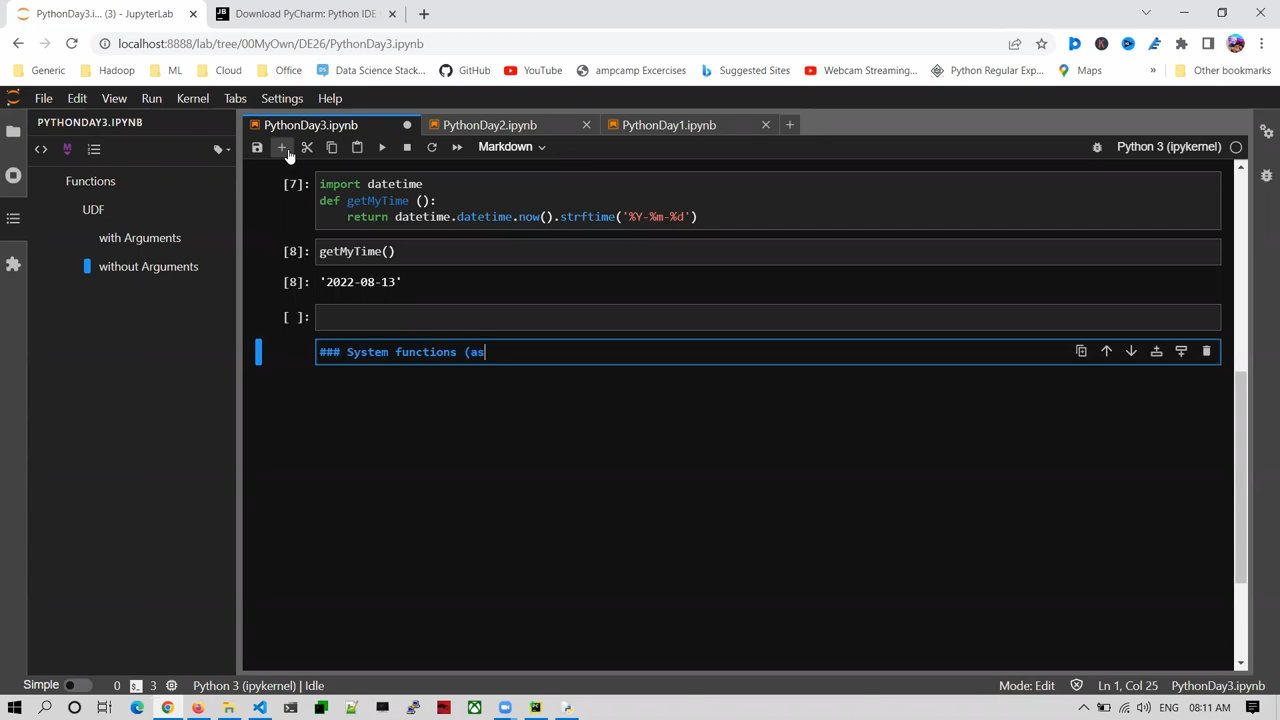 PythonDay3.i... (3) - JupyterLab
Download PyCharm: Python IDE
localhost:8888/lab/tree/00MyOwn/DE26/PythonDay3.ipynb
Generic
Hadoop
ML
Cloud
Office
Data Science Stack...
GitHub
YouTube
ampcamp Excercises
Suggested Sites
Webcam Streaming...
Python Regular Exp...
Maps
»
Other bookmarks
File Edit View Run Kernel Tabs Settings Help
PYTHONDAY3.IPYNB
PythonDay3.ipynb
PythonDay2.ipynb
PythonDay1.ipynb
Markdown
Python 3 (ipykernel)
Functions
UDF
with Arguments
without Arguments
[7]: import datetime
def getMyTime ():
return datetime.datetime.now().strftime('%Y-%m-%d')
[8]: getMyTime()
[8]: '2022-08-13'
[ ]:
### System functions (as
Simple 0 3 Python 3 (ipykernel) | Idle
Mode: Edit Ln 1, Col 25 PythonDay3.ipynb
ENG 08:11 AM